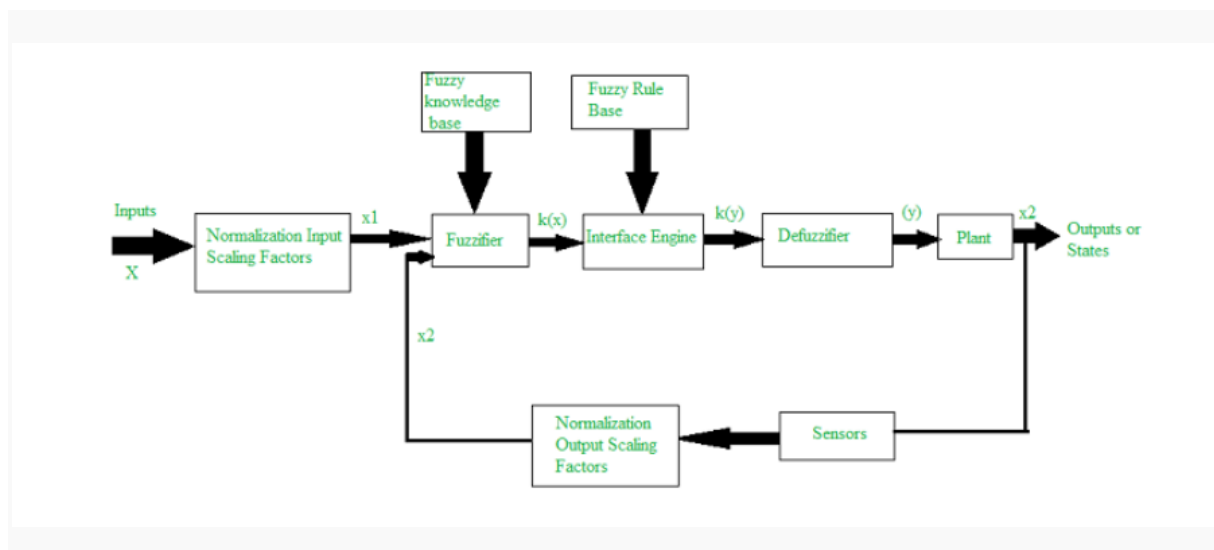 Fuzzy
knowledge
base
Fuzzy Rule
Base
Inputs
X
Normalization Input
Scaling Factors
x1
Fuzzifier
k(x)
Interface Engine
k(y)
Defuzzifier
(y)
Plant
x2
Outputs or
States
x2
Normalization
Output Scaling
Factors
Sensors